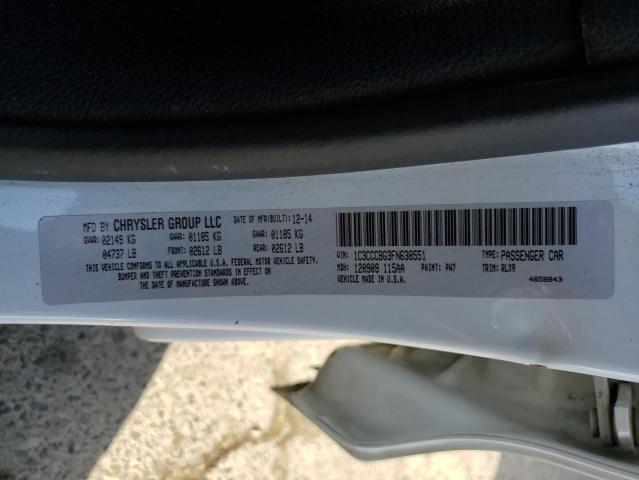 MFD BY CHRYSLER GROUP LLC DATE OF MFR(BUILT): 12-14
GVWR: 02149 KG GAWR: 01185 KG GAWR: 01185 KG
04737 LB FRONT: 02612 LB REAR: 02612 LB
THIS VEHICLE CONFORMS TO ALL APPLICABLE U.S.A. FEDERAL MOTOR VEHICLE SAFETY,
BUMPER AND THEFT PREVENTION STANDARDS IN EFFECT ON
THE DATE OF MANUFACTURE SHOWN ABOVE.
VIN: 1C3CCCBG3FN638551 TYPE: PASSENGER CAR
MDH: 120909 115AA PAINT: PW7 TRIM: RLX9
VEHICLE MADE IN U.S.A. 4658843